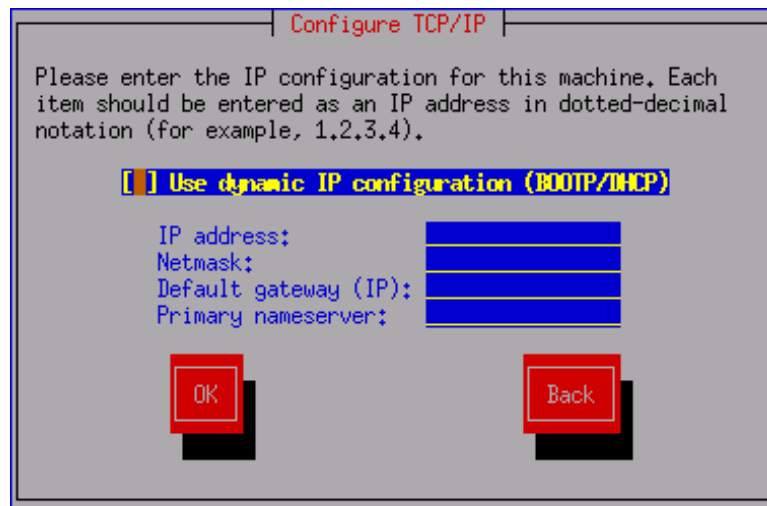 Configure TCP/IP
Please enter the IP configuration for this machine. Each
item should be entered as an IP address in dotted-decimal
notation (for example, 1.2.3.4).
[ ] Use dynamic IP configuration (BOOTP/DHCP)
IP address:
Netmask:
Default gateway (IP):
Primary nameserver:
OK Back